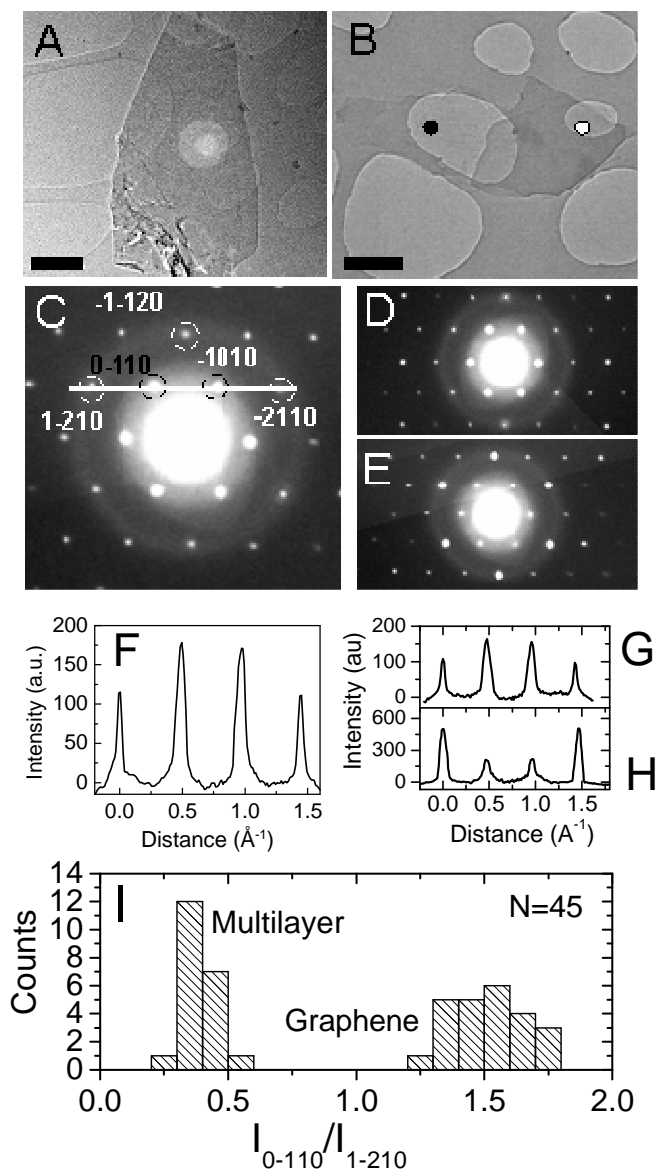 A
B
C
-1-120
0-110
-1010
1-210
-2110
D
E
F
Intensity (a.u.)
200
150
100
50
0
0.0 0.5 1.0 1.5
Distance (Å-1)
G
Intensity (au)
200
100
0
H
600
300
0
0.0 0.5 1.0 1.5
Distance (A-1)
I
Counts
14
12
10
8
6
4
2
0
Multilayer
N=45
Graphene
0.0 0.5 1.0 1.5 2.0
I0-110/I1-210